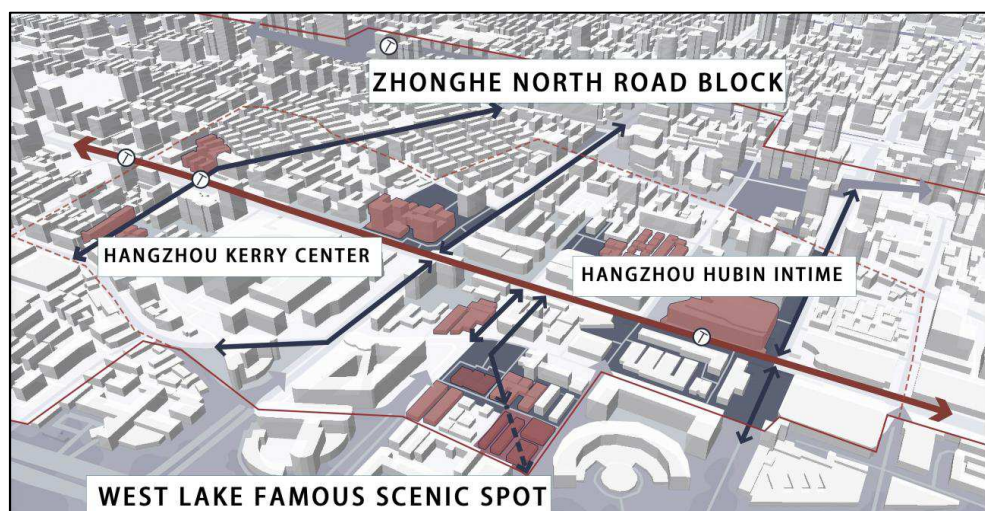 ZHONGHE NORTH ROAD BLOCK
HANGZHOU KERRY CENTER
HANGZHOU HUBIN INTIME
WEST LAKE FAMOUS SCENIC SPOT